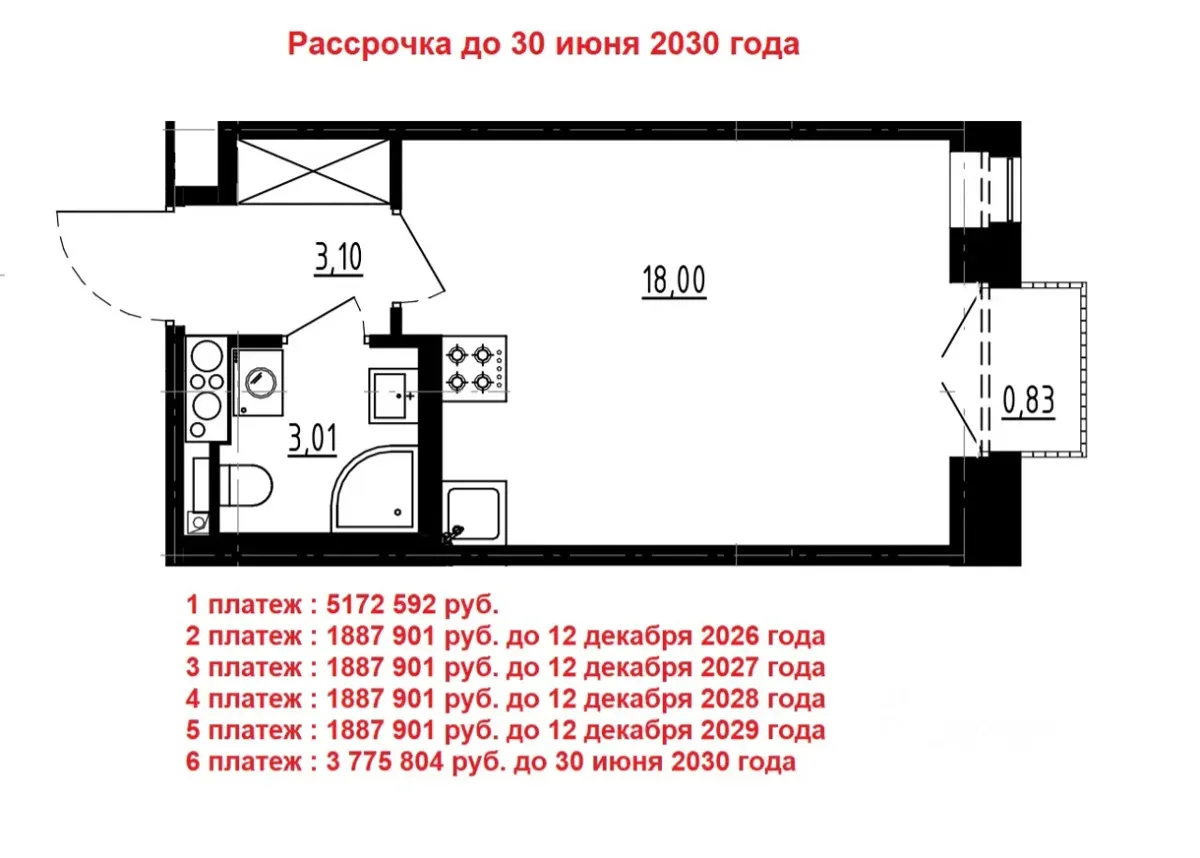 Рассрочка до 30 июня 2030 года
3,10
18,00
0,83
3,01
1 платеж : 5172 592 руб.
2 платеж : 1887 901 руб. до 12 декабря 2026 года
3 платеж : 1887 901 руб. до 12 декабря 2027 года
4 платеж : 1887 901 руб. до 12 декабря 2028 года
5 платеж : 1887 901 руб. до 12 декабря 2029 года
6 платеж : 3 775 804 руб. до 30 июня 2030 года